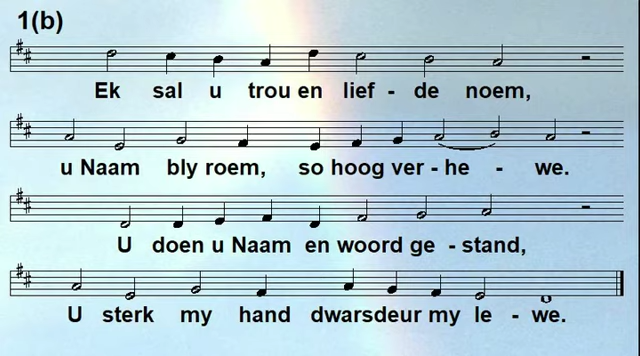 1(b)
Ek sal u trou en lief - de noem,
u Naam bly roem, so hoog ver - he - we.
U doen u Naam en woord ge - stand,
U sterk my hand dwarsdeur my le - we.